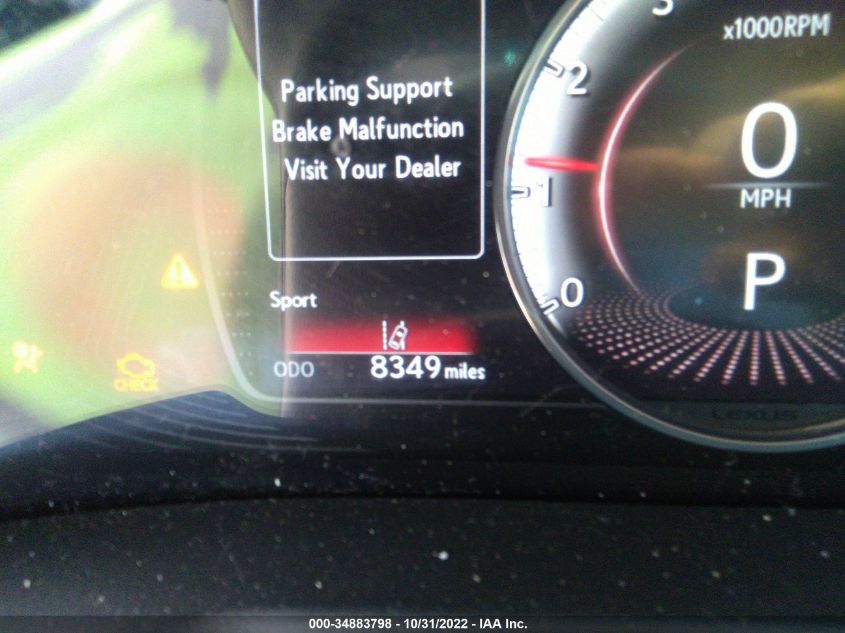 3
x1000RPM
Parking Support
Brake Malfunction
Visit Your Dealer
2
0
MPH
1
P
0
Sport
CHECK
ODO 8349 miles
LEXUS
000-34883798 - 10/31/2022 - IAA Inc.